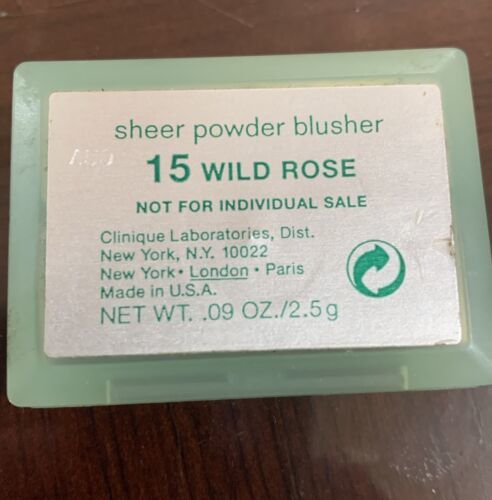 sheer powder blusher
15 WILD ROSE
NOT FOR INDIVIDUAL SALE
Clinique Laboratories, Dist.
New York, N.Y. 10022
New York • London • Paris
Made in U.S.A.
NET WT. .09 OZ./2.5g